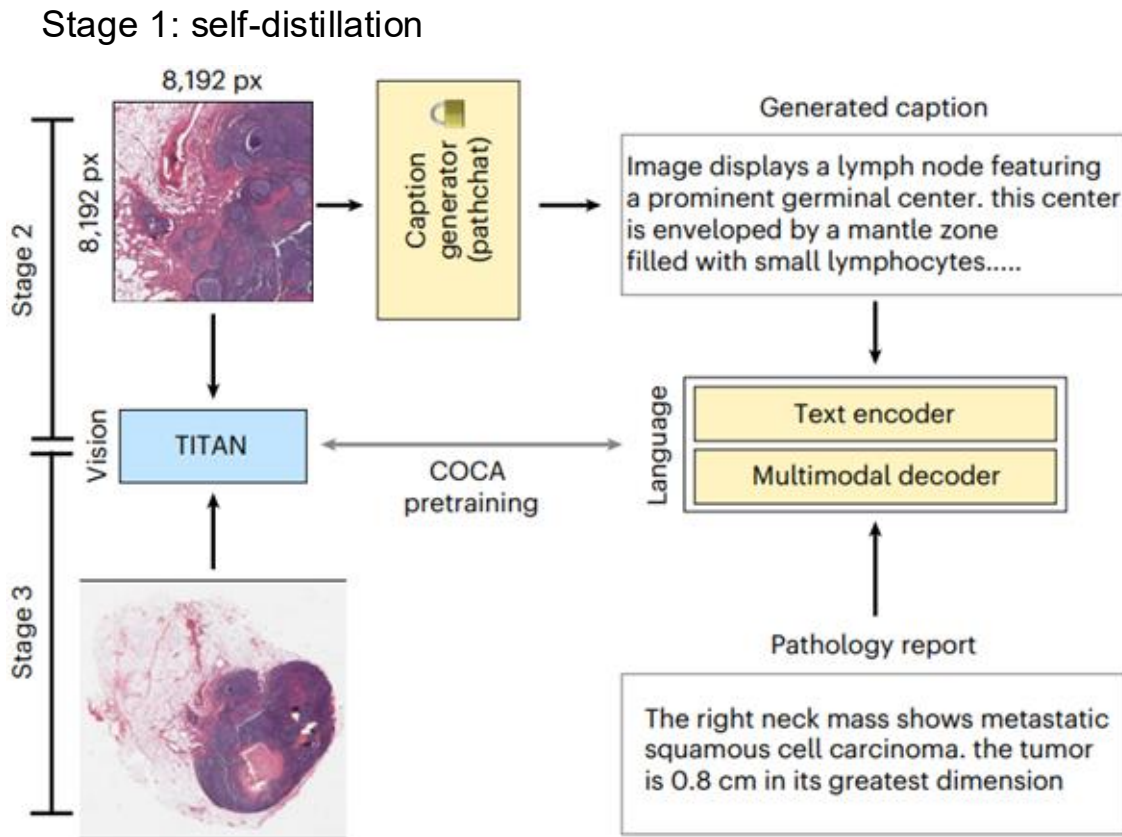 Stage 1: self-distillation
8,192 px
8,192 px
Stage 2
Caption
generator
(pathchat)
Generated caption
Image displays a lymph node featuring
a prominent germinal center. this center
is enveloped by a mantle zone
filled with small lymphocytes.....
Vision
TITAN
COCA
pretraining
Language
Text encoder
Multimodal decoder
Stage 3
Pathology report
The right neck mass shows metastatic
squamous cell carcinoma. the tumor
is 0.8 cm in its greatest dimension